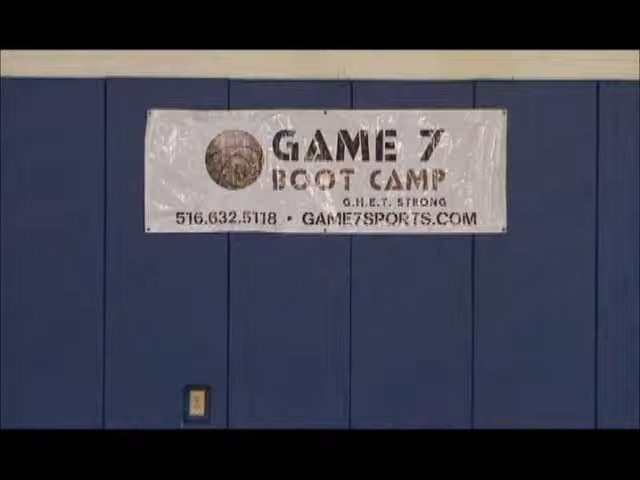 GAME 7
BOOT CAMP
G.H.E.T. STRONG
516.632.5118 • GAME7SPORTS.COM